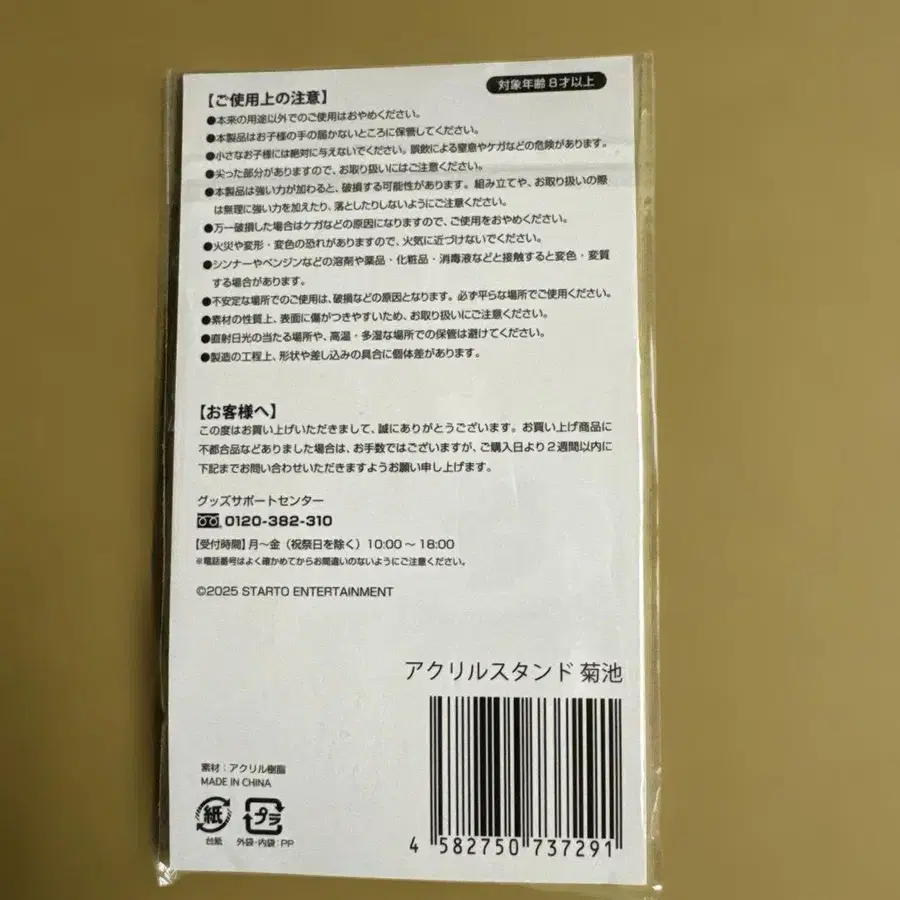 対象年齢 8才以上
【ご使用上の注意】
●本来の用途以外でのご使用はおやめください。
●本製品はお子様の手の届かないところに保管してください。
●小さなお子様には絶対に与えないでください。誤飲による窒息やケガなどの危険があります。
●尖った部分がありますので、お取り扱いにはご注意ください。
●本製品は強い力が加わると、破損する可能性があります。組み立てや、お取り扱いの際
は無理に強い力を加えたり、落としたりしないようにご注意ください。
●万一破損した場合はケガなどの原因になりますので、ご使用をおやめください。
●火災や変形・変色の恐れがありますので、火気に近づけないでください。
●シンナーやベンジンなどの溶剤や薬品・化粧品・消毒液などと接触すると変色・変質
する場合があります。
●不安定な場所でのご使用は、破損などの原因となります。必ず平らな場所でご使用ください。
●素材の性質上、表面に傷がつきやすいため、お取り扱いにご注意ください。
●直射日光の当たる場所や、高温・多湿な場所での保管は避けてください。
●製造の工程上、形状や差し込みの具合に個体差があります。
【お客様へ】
この度はお買い上げいただきまして、誠にありがとうございます。お買い上げ商品に
不都合品などありました場合は、お手数ではございますが、ご購入日より2週間以内に
下記までお問い合わせいただきますようお願い申し上げます。
グッズサポートセンター
0120-382-310
【受付時間】月〜金（祝祭日を除く）10:00〜18:00
※電話番号はよく確かめてからお間違いのないようにご注意ください。
©2025 STARTO ENTERTAINMENT
アクリルスタンド 菊池
素材：アクリル樹脂
MADE IN CHINA
紙
プラ
台紙
外袋・内袋：PP
4 582750 737291